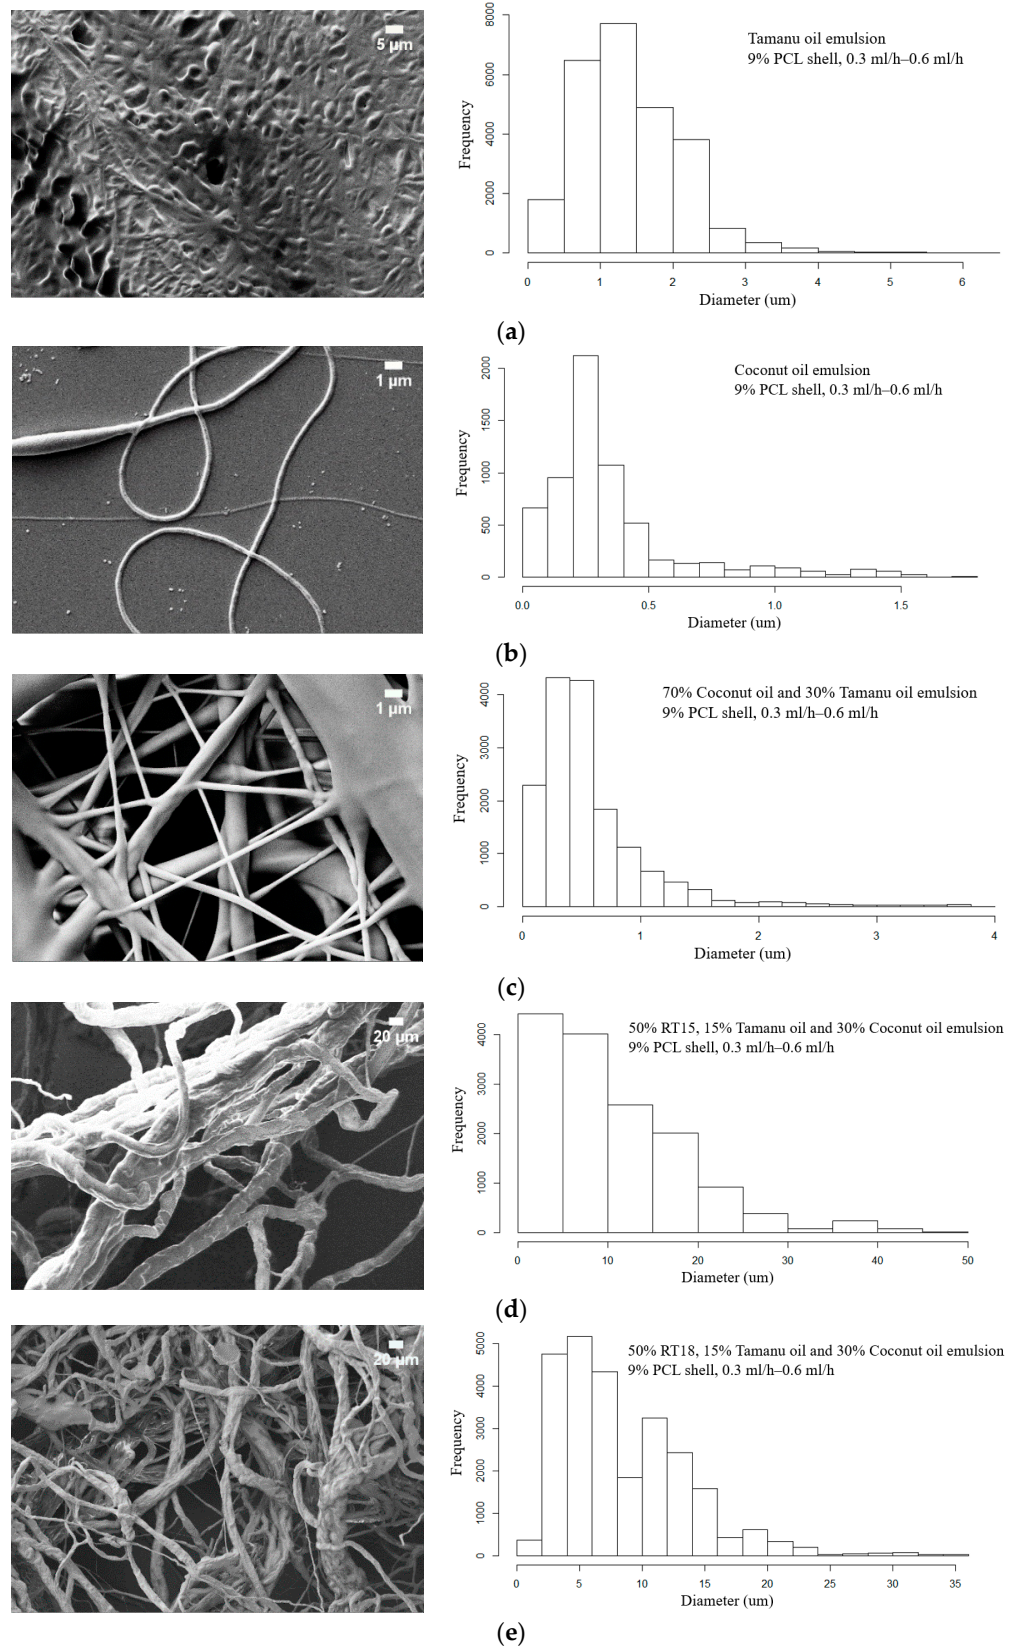 5 µm
8000
6000
4000
2000
0
Frequency
Tamanu oil emulsion
9% PCL shell, 0.3 ml/h–0.6 ml/h
0 1 2 3 4 5 6
Diameter (um)
(a)
1 µm
2000
1500
1000
500
0
Frequency
Coconut oil emulsion
9% PCL shell, 0.3 ml/h–0.6 ml/h
0.0 0.5 1.0 1.5
Diameter (um)
(b)
1 µm
4000
3000
2000
1000
0
Frequency
70% Coconut oil and 30% Tamanu oil emulsion
9% PCL shell, 0.3 ml/h–0.6 ml/h
0 1 2 3 4
Diameter (um)
(c)
20 µm
4000
3000
2000
1000
0
Frequency
50% RT15, 15% Tamanu oil and 30% Coconut oil emulsion
9% PCL shell, 0.3 ml/h–0.6 ml/h
0 10 20 30 40 50
Diameter (um)
(d)
20 µm
5000
4000
3000
2000
1000
0
Frequency
50% RT18, 15% Tamanu oil and 30% Coconut oil emulsion
9% PCL shell, 0.3 ml/h–0.6 ml/h
0 5 10 15 20 25 30 35
Diameter (um)
(e)